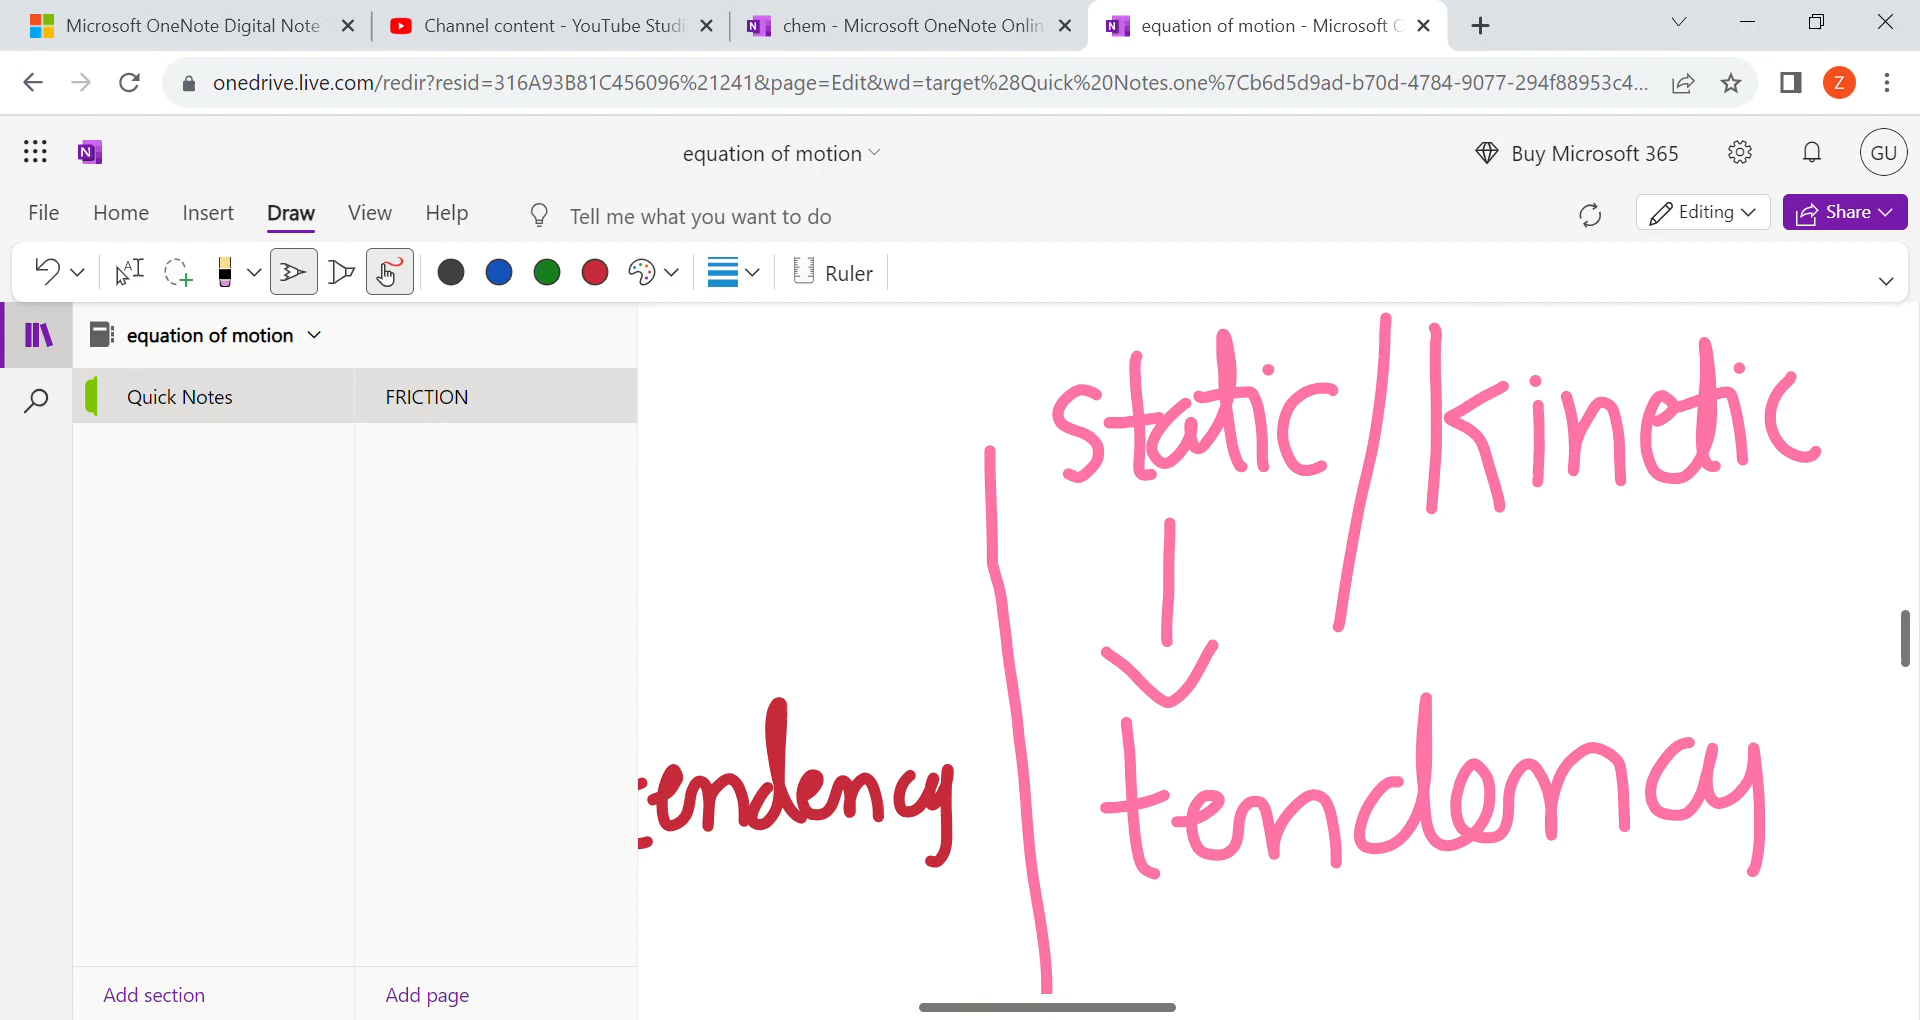 Microsoft OneNote Digital Note
Channel content - YouTube Studi
chem - Microsoft OneNote Onlin
equation of motion - Microsoft O
onedrive.live.com/redir?resid=316A93B81C456096%21241&page=Edit&wd=target%28Quick%20Notes.one%7Cb6d5d9ad-b70d-4784-9077-294f88953c4...
Z
N
equation of motion
Buy Microsoft 365
GU
File Home Insert Draw View Help
Tell me what you want to do
Editing
Share
Ruler
equation of motion
Quick Notes
FRICTION
static/kinetic
tendency
tendency
Add section
Add page